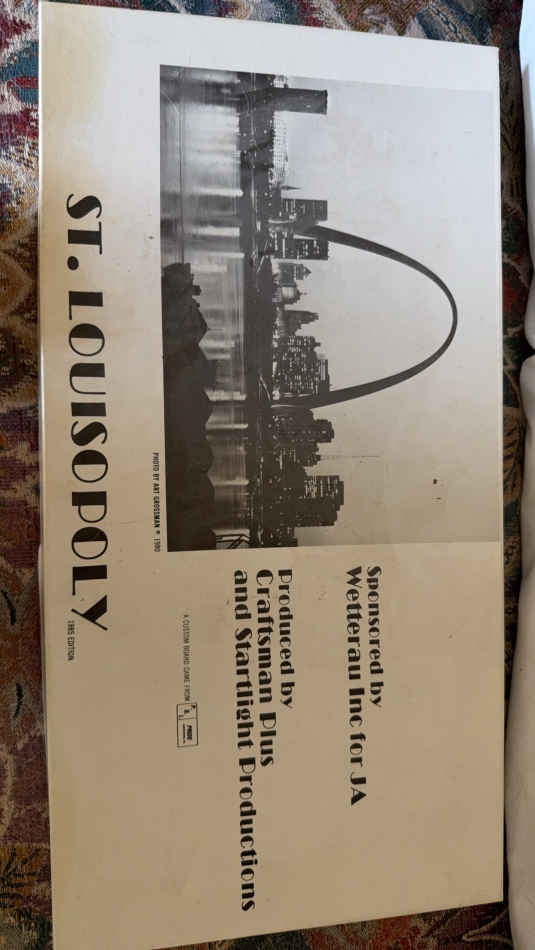 Sponsored by
Wetterau Inc for JA
Produced by
Craftsman Plus
and Starlight Productions
A CUSTOM BOARD GAME FROM
PHOTO BY ART GROSSMAN © 1980
ST. LOUISOPOLY
1985 EDITION